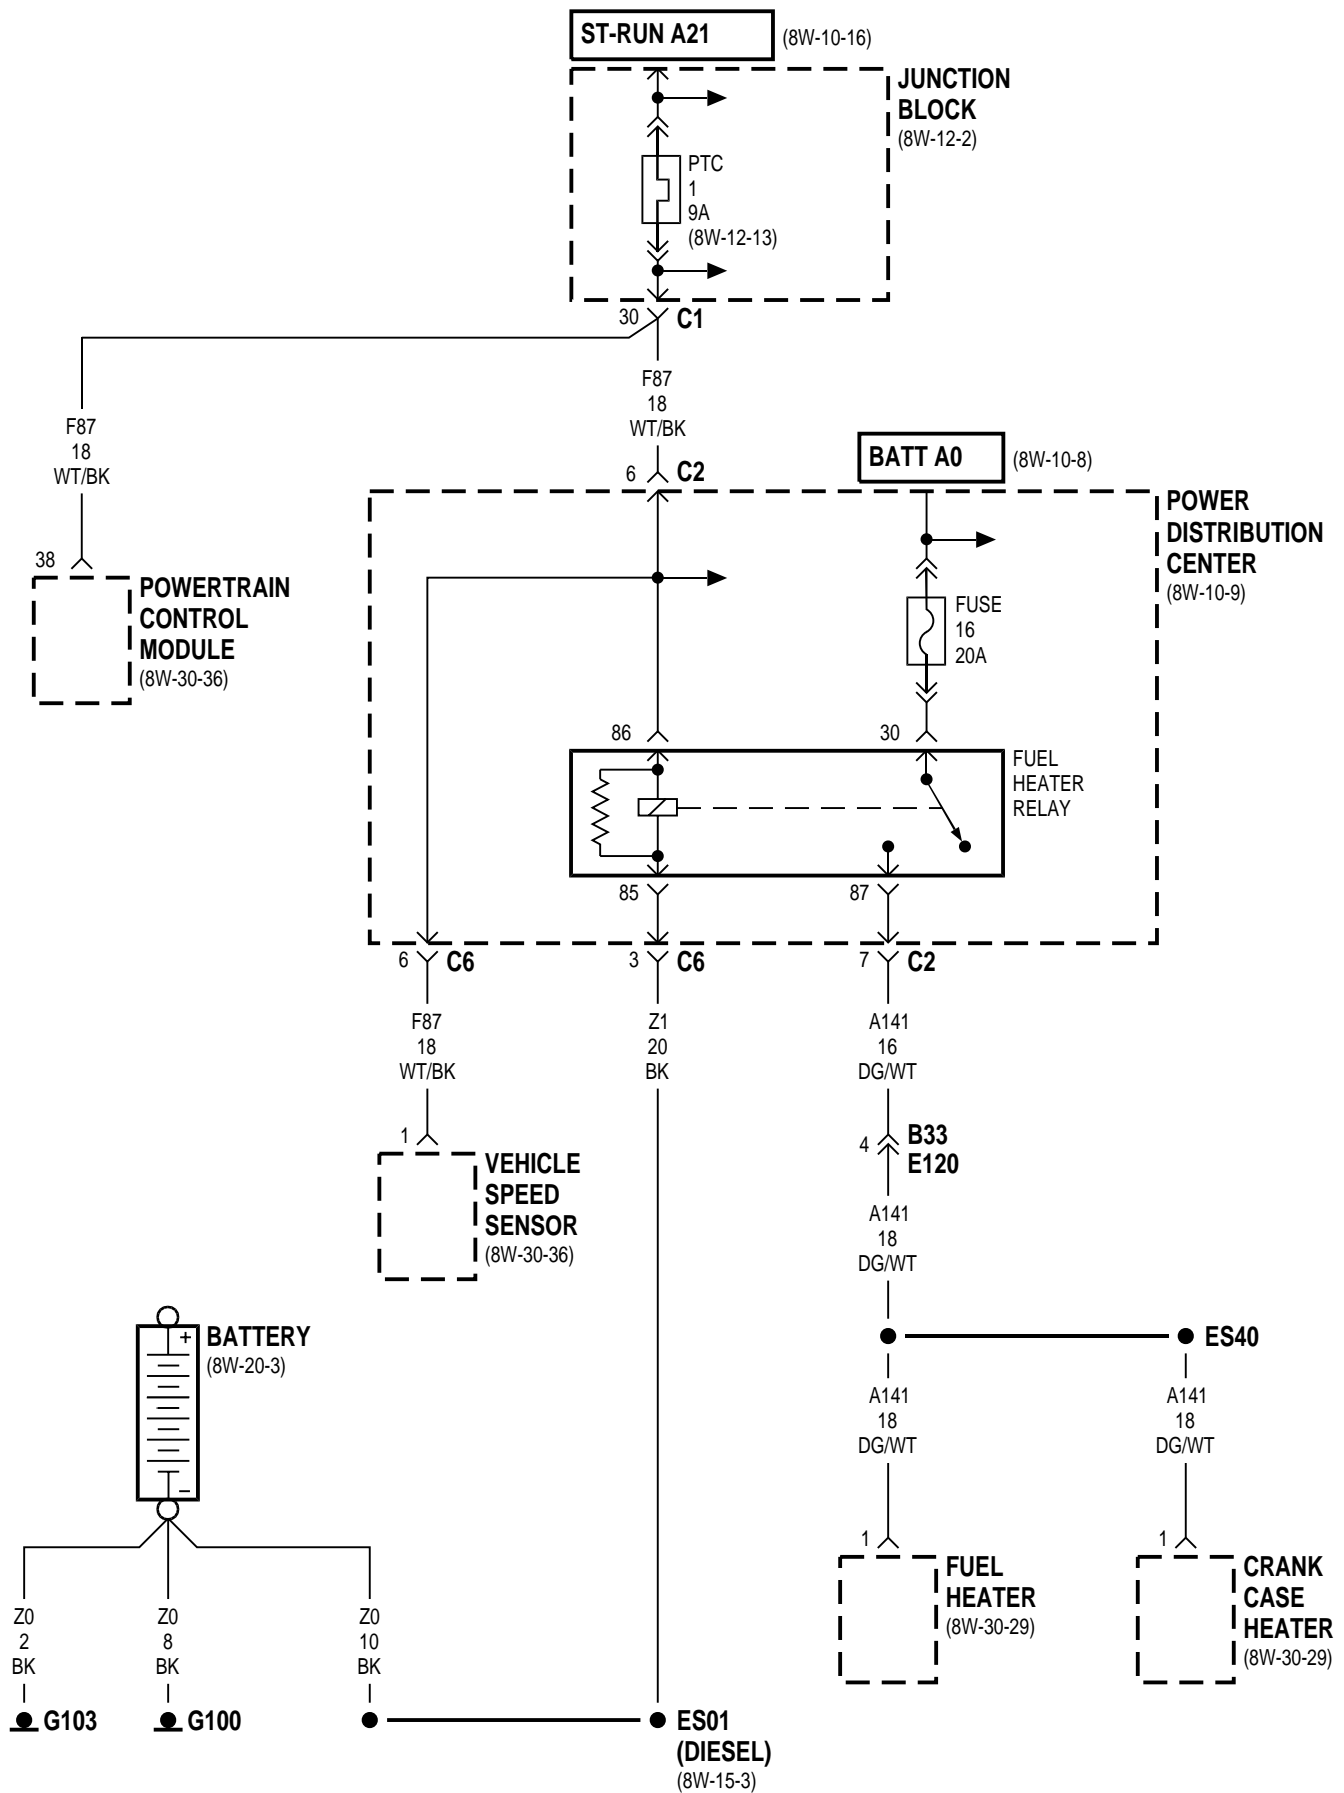 ST-RUN A21
(8W-10-16)
JUNCTION
BLOCK
(8W-12-2)
PTC
1
9A
(8W-12-13)
30
C1
F87
18
WT/BK
F87
18
WT/BK
38
POWERTRAIN
CONTROL
MODULE
(8W-30-36)
6
C2
BATT A0
(8W-10-8)
POWER
DISTRIBUTION
CENTER
(8W-10-9)
FUSE
16
20A
86
30
FUEL
HEATER
RELAY
85
87
6
C6
3
C6
7
C2
F87
18
WT/BK
Z1
20
BK
A141
16
DG/WT
1
VEHICLE
SPEED
SENSOR
(8W-30-36)
4
B33
E120
A141
18
DG/WT
ES40
+
BATTERY
(8W-20-3)
–
A141
18
DG/WT
A141
18
DG/WT
1
FUEL
HEATER
(8W-30-29)
1
CRANK
CASE
HEATER
(8W-30-29)
Z0
2
BK
Z0
8
BK
Z0
10
BK
G103
G100
ES01
(DIESEL)
(8W-15-3)